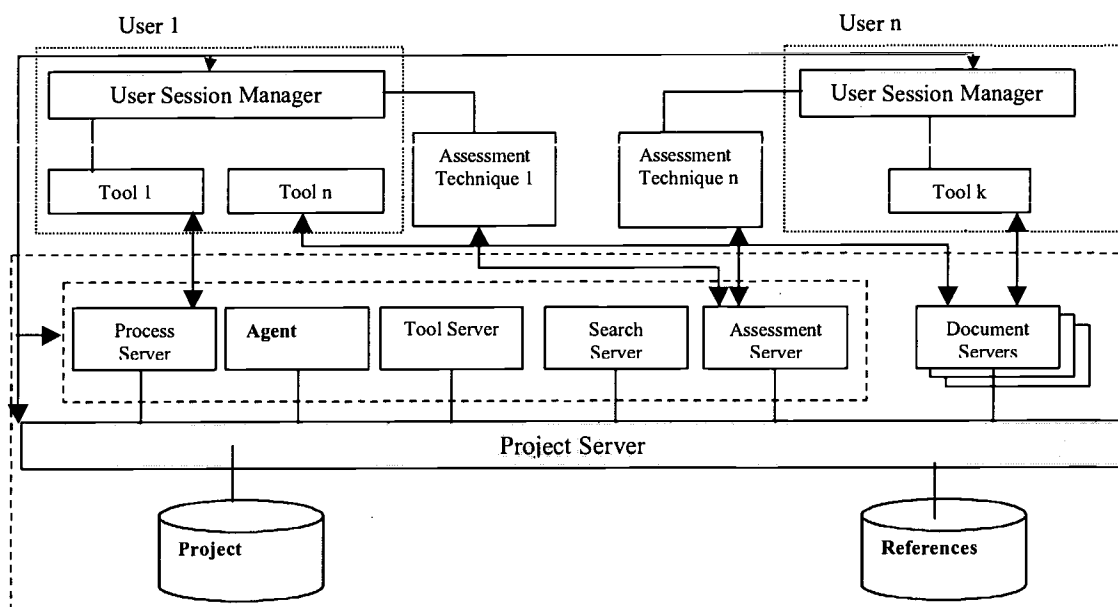 User 1
User n
User Session Manager
User Session Manager
Assessment
Technique 1
Assessment
Technique n
Tool 1
Tool n
Tool k
Process
Server
Agent
Tool Server
Search
Server
Assessment
Server
Document
Servers
Project Server
Project
References